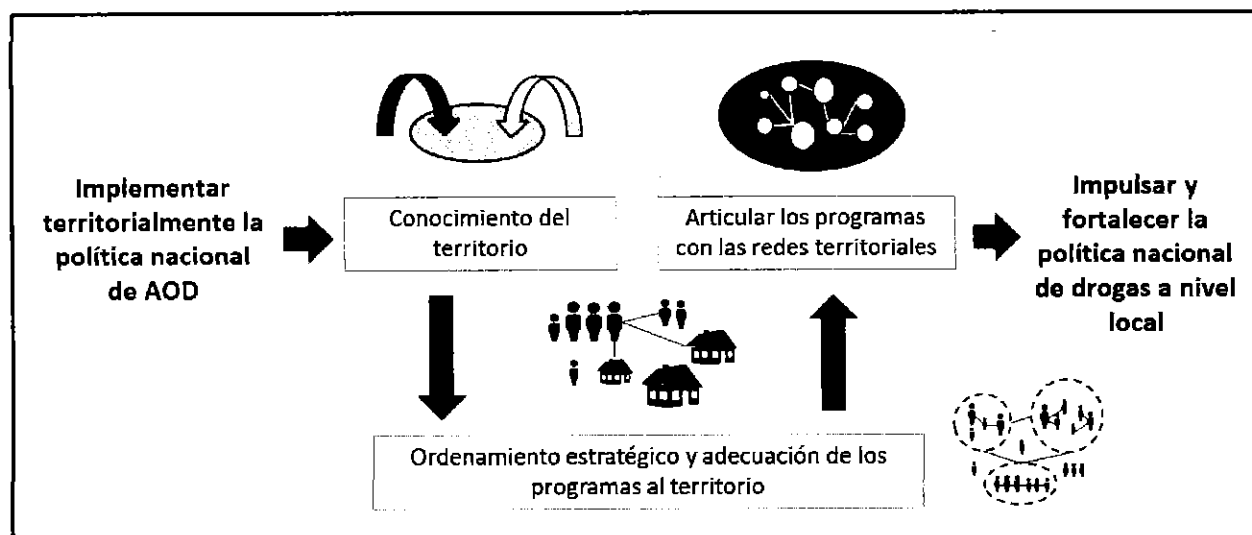 Implementar
territorialmente la
política nacional
de AOD
Conocimiento del
territorio
Articular los programas
con las redes territoriales
Impulsar y
fortalecer la
política nacional
de drogas a nivel
local
Ordenamiento estratégico y adecuación de los
programas al territorio